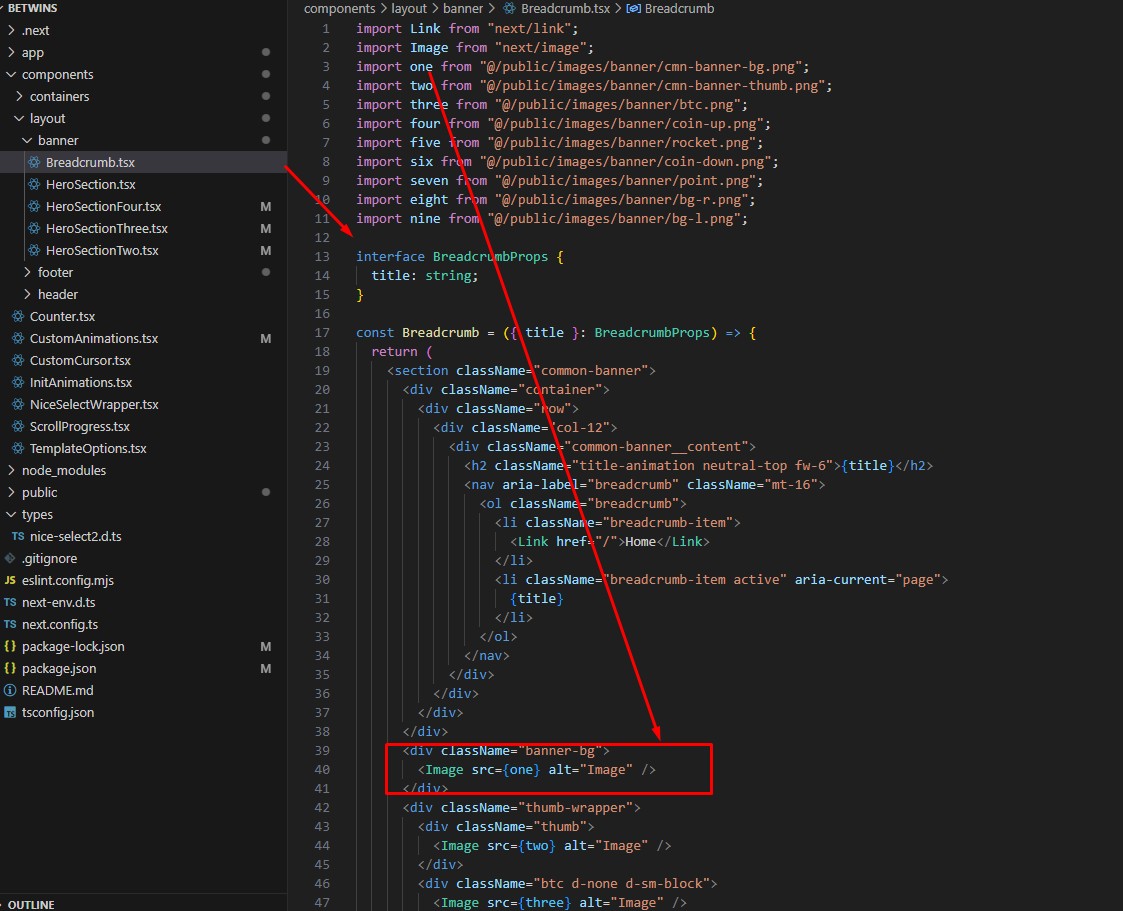 BETWINS
.next
app
components
containers
layout
banner
Breadcrumb.tsx
HeroSection.tsx
HeroSectionFour.tsx M
HeroSectionThree.tsx M
HeroSectionTwo.tsx M
footer
header
Counter.tsx
CustomAnimations.tsx M
CustomCursor.tsx
InitAnimations.tsx
NiceSelectWrapper.tsx
ScrollProgress.tsx
TemplateOptions.tsx
node_modules
public
types
TS nice-select2.d.ts
.gitignore
JS eslint.config.mjs
TS next-env.d.ts
TS next.config.ts
{} package-lock.json M
{} package.json M
README.md
TS tsconfig.json
OUTLINE
components > layout > banner > Breadcrumb.tsx > Breadcrumb
1 import Link from "next/link";
2 import Image from "next/image";
3 import one from "@/public/images/banner/cmn-banner-bg.png";
4 import two from "@/public/images/banner/cmn-banner-thumb.png";
5 import three from "@/public/images/banner/btc.png";
6 import four from "@/public/images/banner/coin-up.png";
7 import five from "@/public/images/banner/rocket.png";
8 import six from "@/public/images/banner/coin-down.png";
9 import seven from "@/public/images/banner/point.png";
10 import eight from "@/public/images/banner/bg-r.png";
11 import nine from "@/public/images/banner/bg-l.png";
12
13 interface BreadcrumbProps {
14 title: string;
15 }
16
17 const Breadcrumb = ({ title }: BreadcrumbProps) => {
18 return (
19 <section className="common-banner">
20 <div className="container">
21 <div className="row">
22 <div className="col-12">
23 <div className="common-banner__content">
24 <h2 className="title-animation neutral-top fw-6">{title}</h2>
25 <nav aria-label="breadcrumb" className="mt-16">
26 <ol className="breadcrumb">
27 <li className="breadcrumb-item">
28 <Link href="/">Home</Link>
29 </li>
30 <li className="breadcrumb-item active" aria-current="page">
31 {title}
32 </li>
33 </ol>
34 </nav>
35 </div>
36 </div>
37 </div>
38 </div>
39 <div className="banner-bg">
40 <Image src={one} alt="Image" />
41 </div>
42 <div className="thumb-wrapper">
43 <div className="thumb">
44 <Image src={two} alt="Image" />
45 </div>
46 <div className="btc d-none d-sm-block">
47 <Image src={three} alt="Image" />